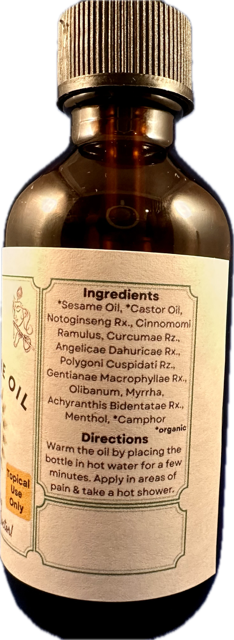 Ingredients
*Sesame Oil, *Castor Oil,
Notoginseng Rx., Cinnomomi
Ramulus, Curcumae Rz.,
Angelicae Dahuricae Rx.,
Polygoni Cuspidati Rz.,
Gentianae Macrophyllae Rx.,
Olibanum, Myrrha,
Achyranthis Bidentatae Rx.,
Menthol, *Camphor
*organic
Directions
Warm the oil by placing the
bottle in hot water for a few
minutes. Apply in areas of
pain & take a hot shower.
OIL
Topical
Use
Only